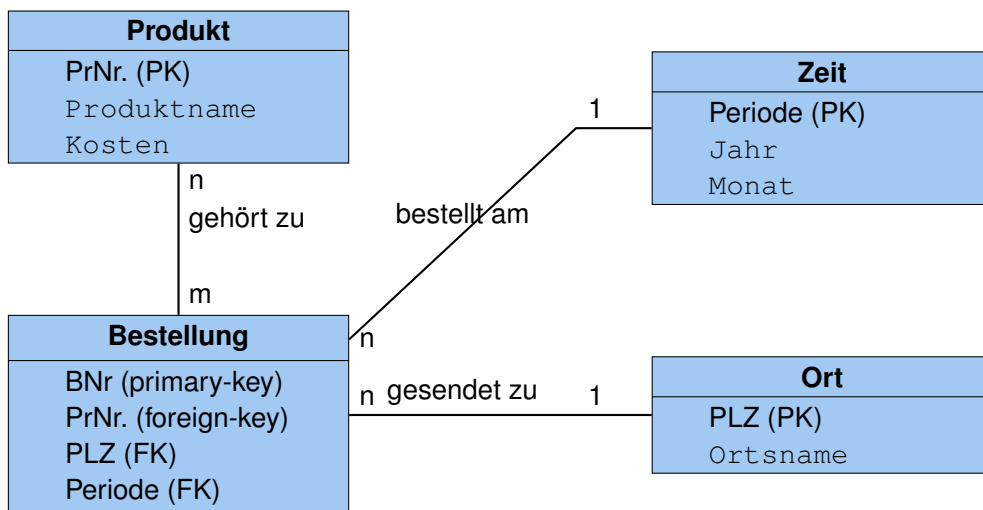 Produkt
PrNr. (PK)
Produktname
Kosten
Zeit
Periode (PK)
Jahr
Monat
n
gehört zu
m
1
bestellt am
n
Bestellung
BNr (primary-key)
PrNr. (foreign-key)
PLZ (FK)
Periode (FK)
n gesendet zu 1
Ort
PLZ (PK)
Ortsname